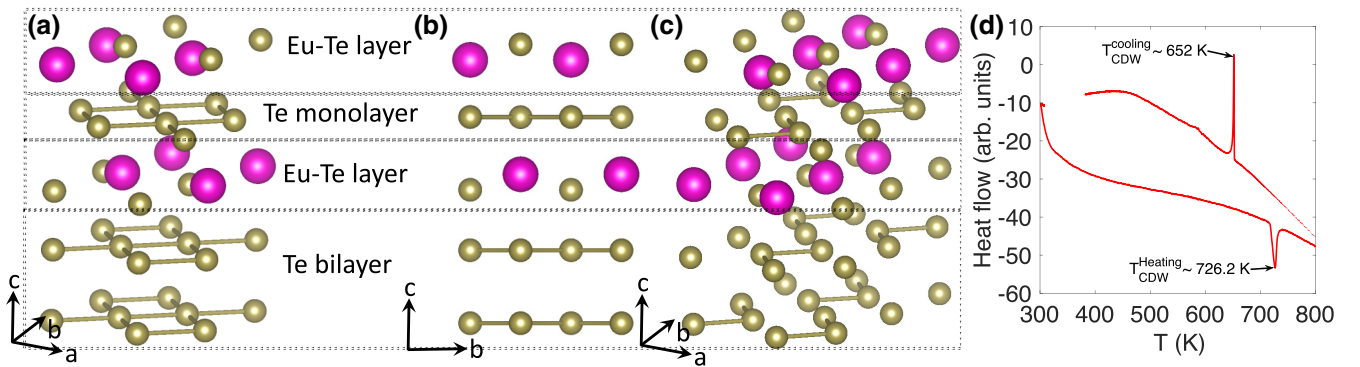 (a)
Eu-Te layer
Te monolayer
Eu-Te layer
Te bilayer
c
b
a
(b)
c
b
(c)
c
b
a
(d)
Heat flow (arb. units)
10
0
-10
-20
-30
-40
-50
-60
T^cooling_CDW ~ 652 K
T^Heating_CDW ~ 726.2 K
300 400 500 600 700 800
T (K)